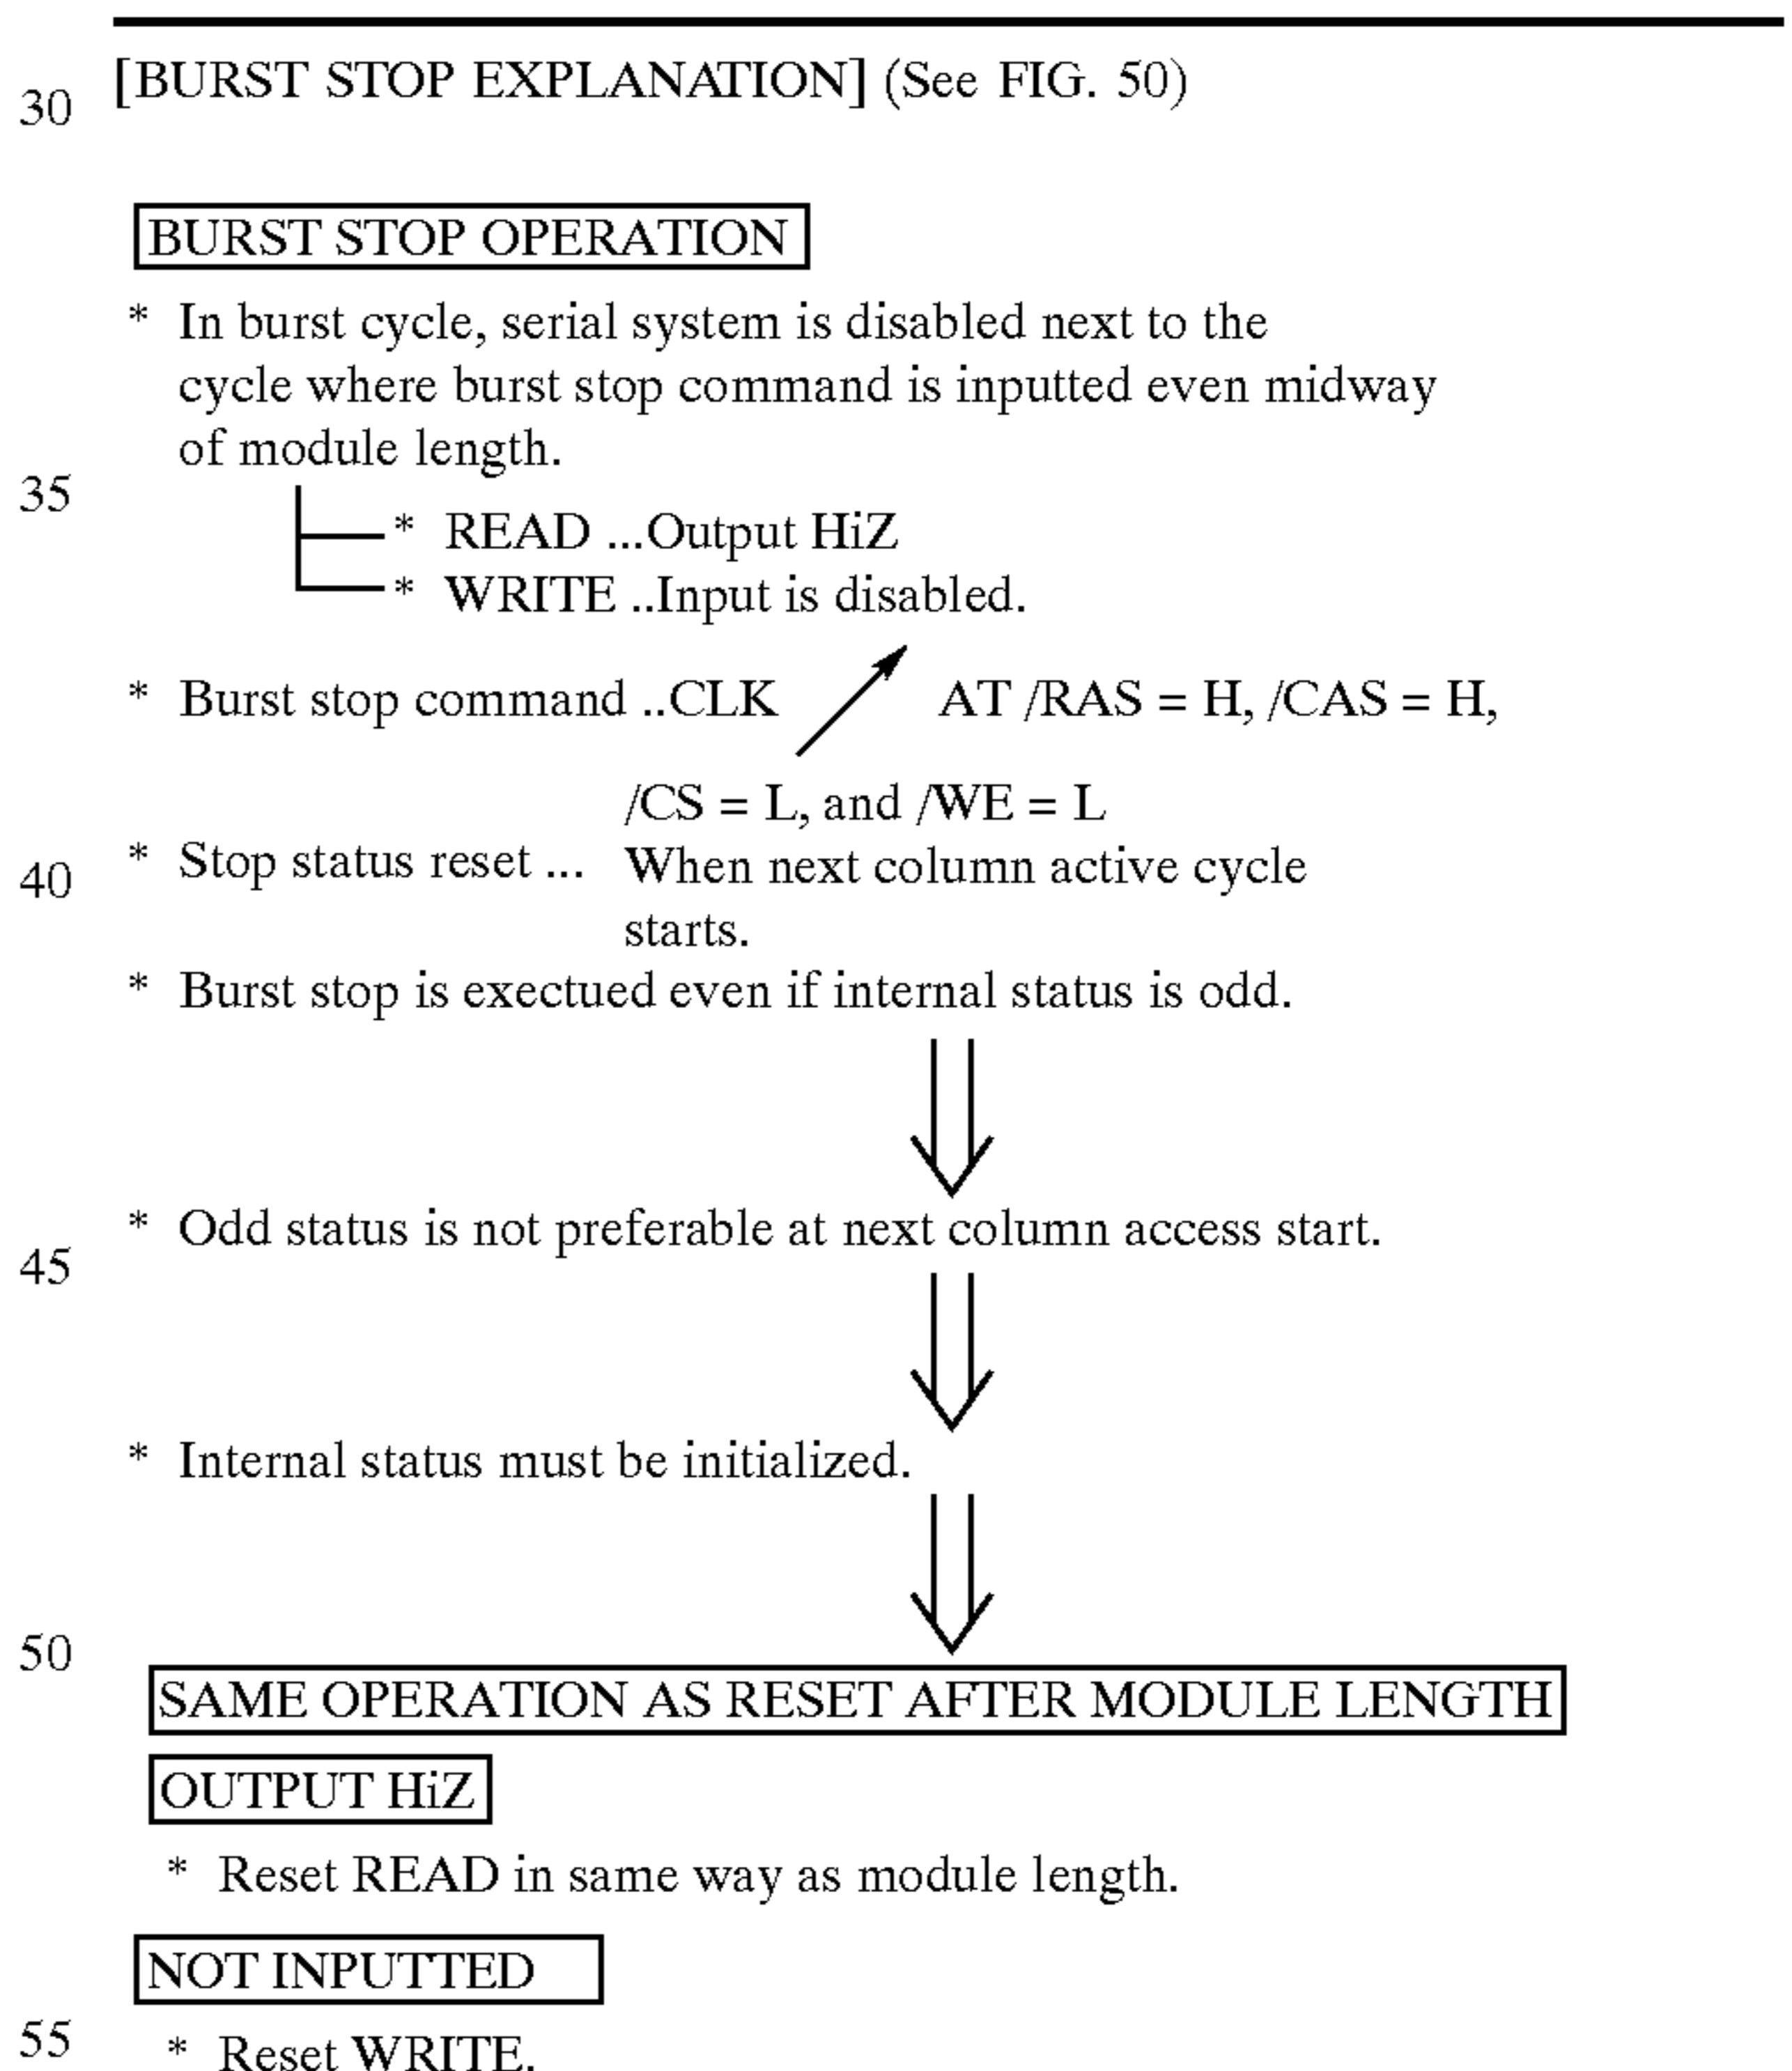 30 [BURST STOP EXPLANATION] (See FIG. 50)
BURST STOP OPERATION
* In burst cycle, serial system is disabled next to the
cycle where burst stop command is inputted even midway
of module length.
35
* READ ...Output HiZ
* WRITE ..Input is disabled.
* Burst stop command ..CLK AT /RAS = H, /CAS = H,
/CS = L, and /WE = L
40 * Stop status reset ... When next column active cycle
starts.
* Burst stop is exectued even if internal status is odd.
* Odd status is not preferable at next column access start.
45
* Internal status must be initialized.
50
SAME OPERATION AS RESET AFTER MODULE LENGTH
OUTPUT HiZ
* Reset READ in same way as module length.
NOT INPUTTED
55 * Reset WRITE.